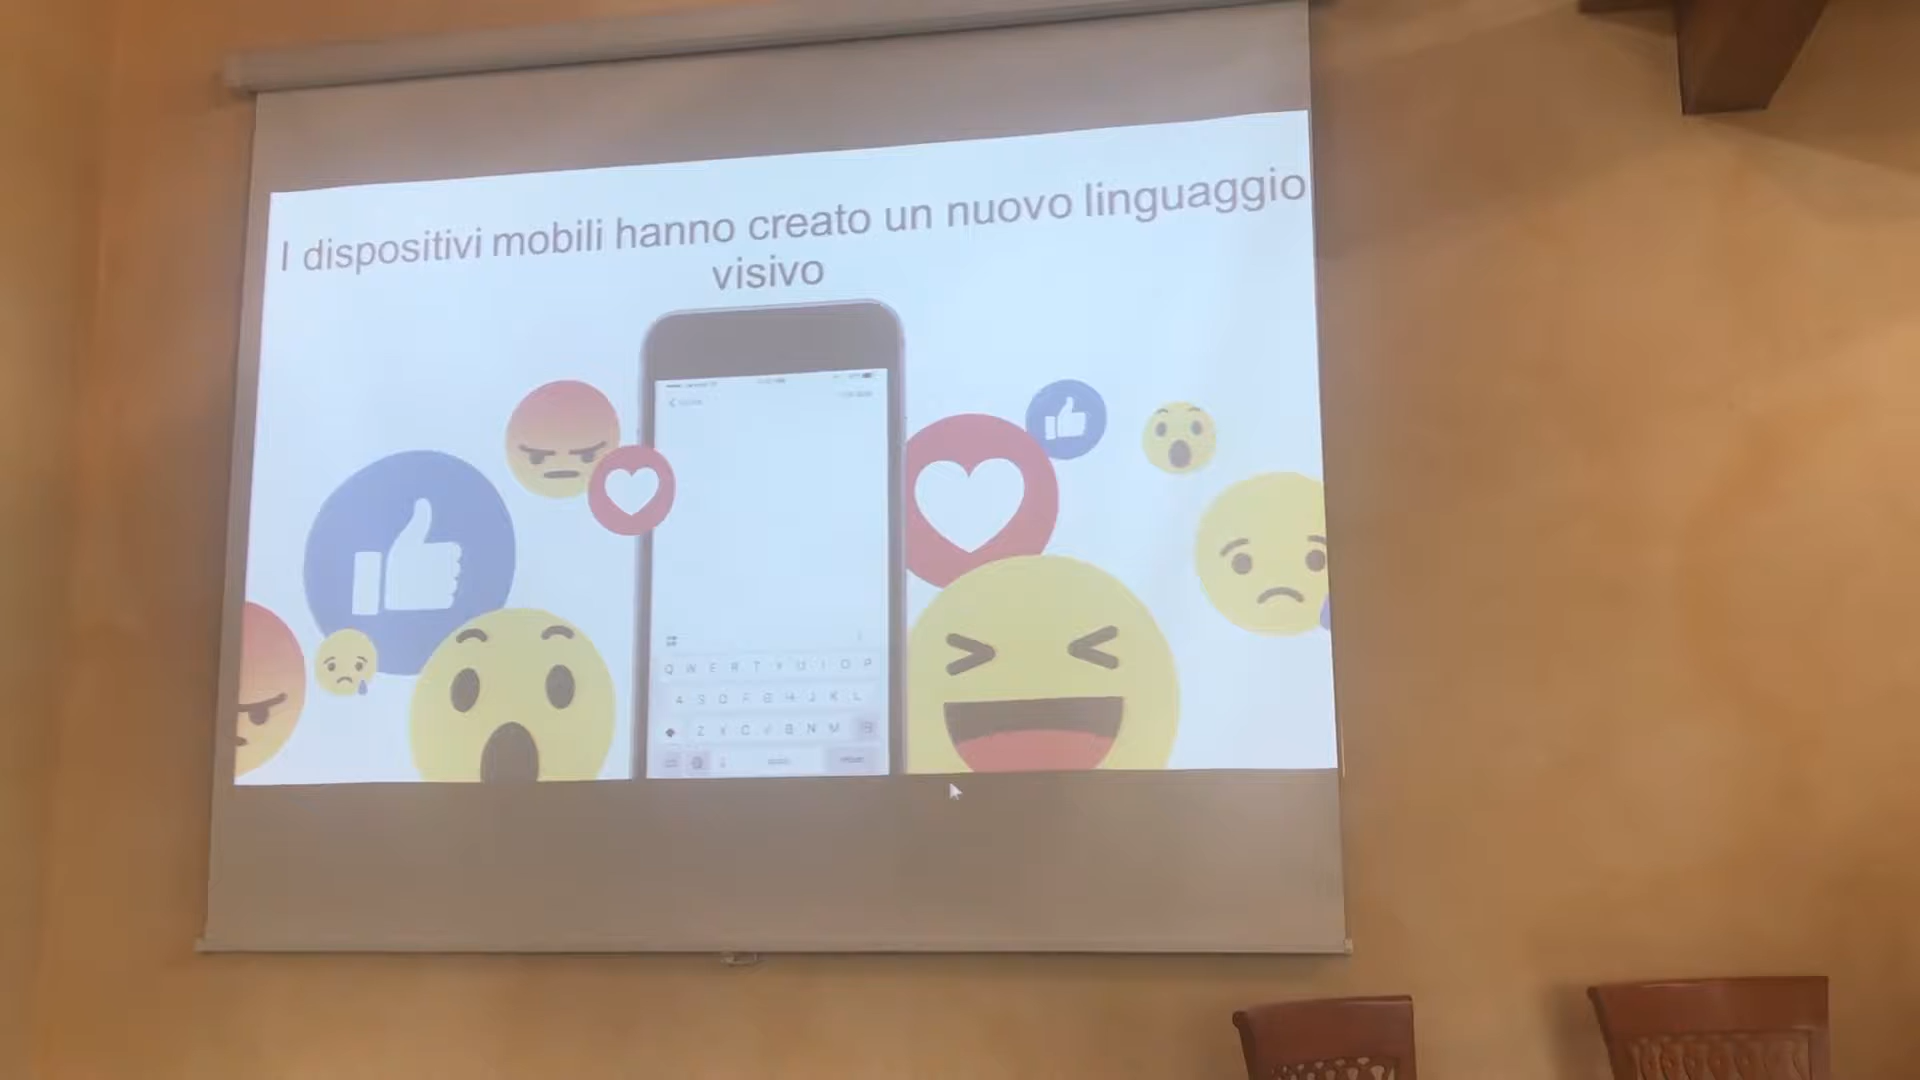 I dispositivi mobili hanno creato un nuovo linguaggio
visivo
Q W E R T Y U I O P
A S D F G H J K L
Z X C V B N M